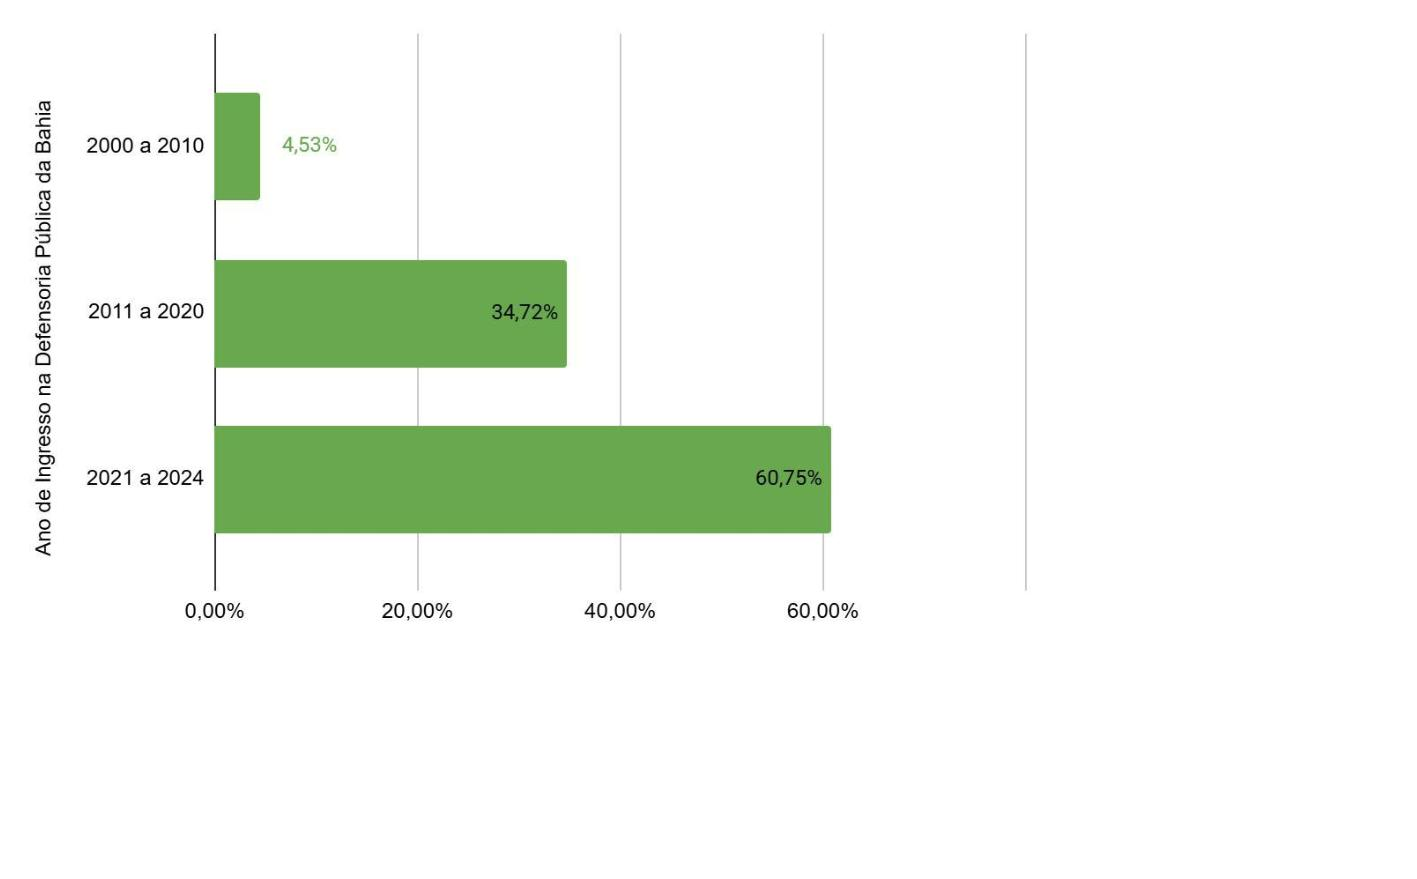 Ano de Ingresso na Defensoria Pública da Bahia
2000 a 2010
4,53%
2011 a 2020
34,72%
2021 a 2024
60,75%
0,00%
20,00%
40,00%
60,00%